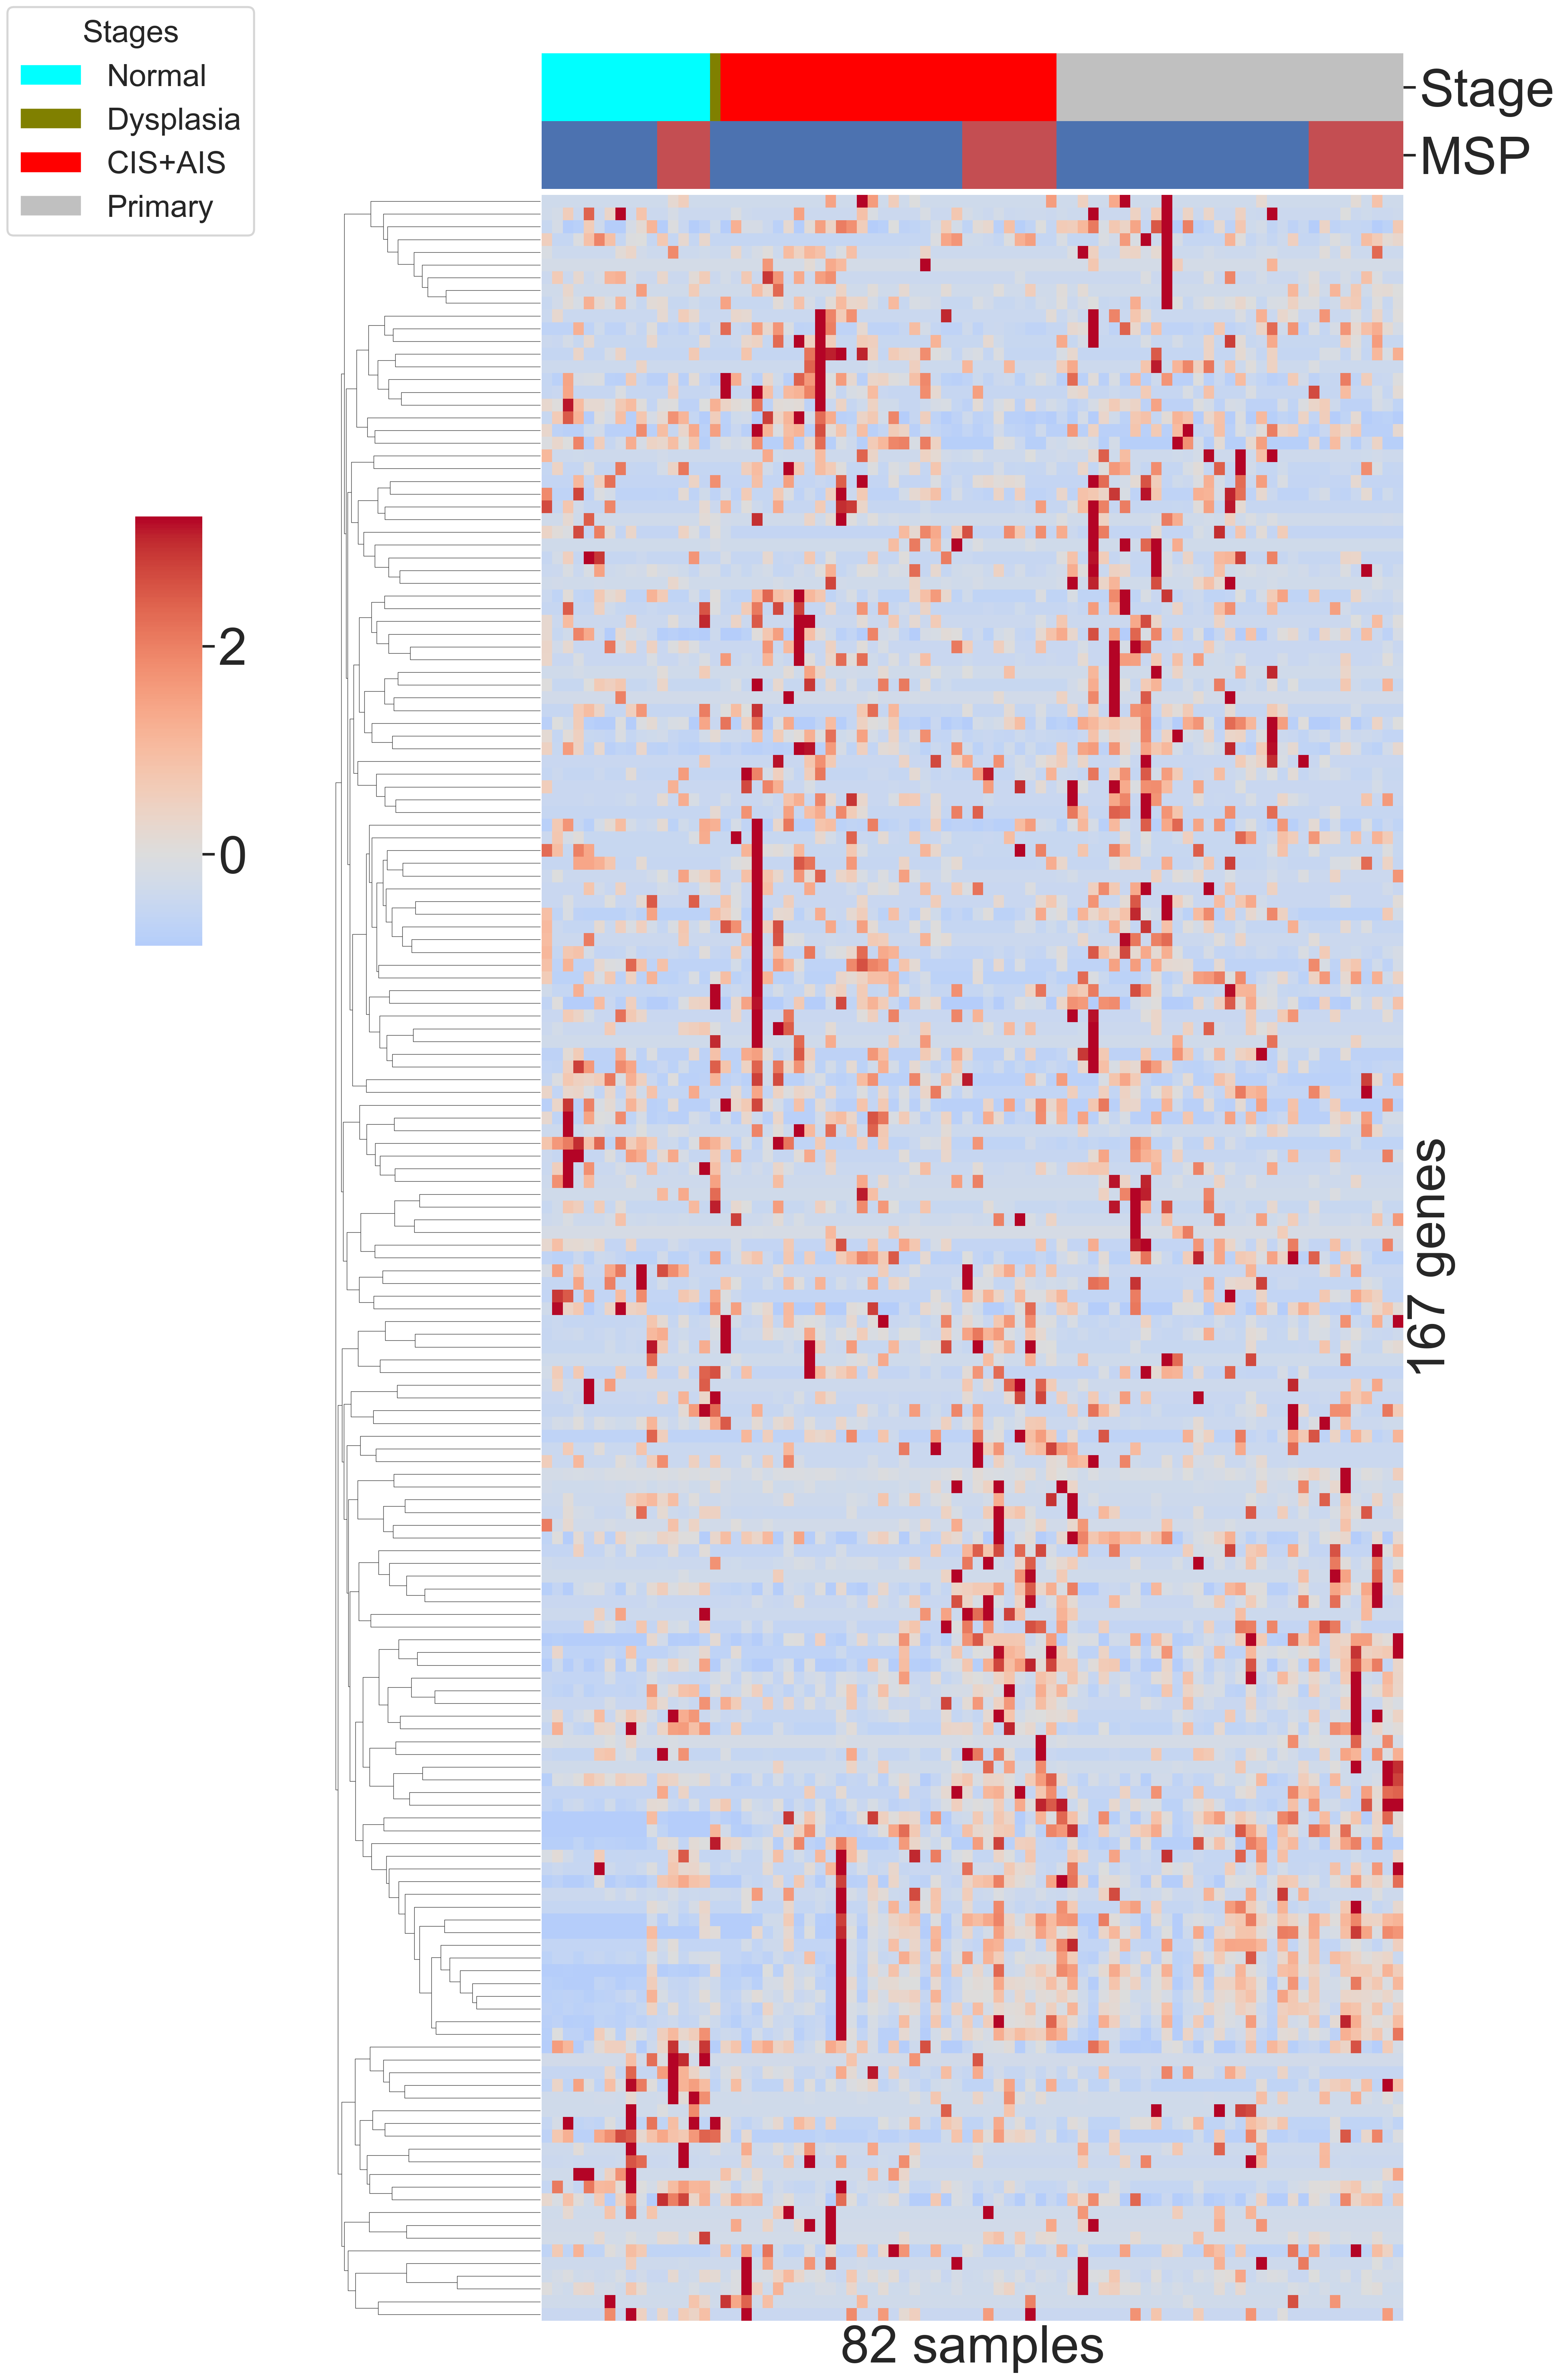 Stages
Normal
Dysplasia
CIS+AIS
Primary
Stage
MSP
2
0
167 genes
82 samples